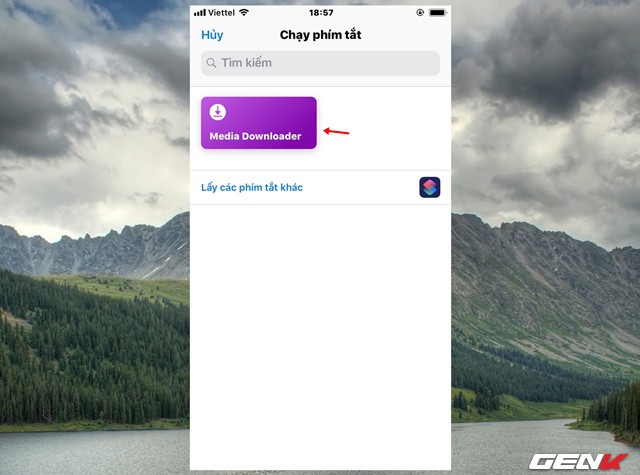 Viettel 18:57
Hủy Chạy phím tắt
Tìm kiếm
Media Downloader
Lấy các phím tắt khác
GENK